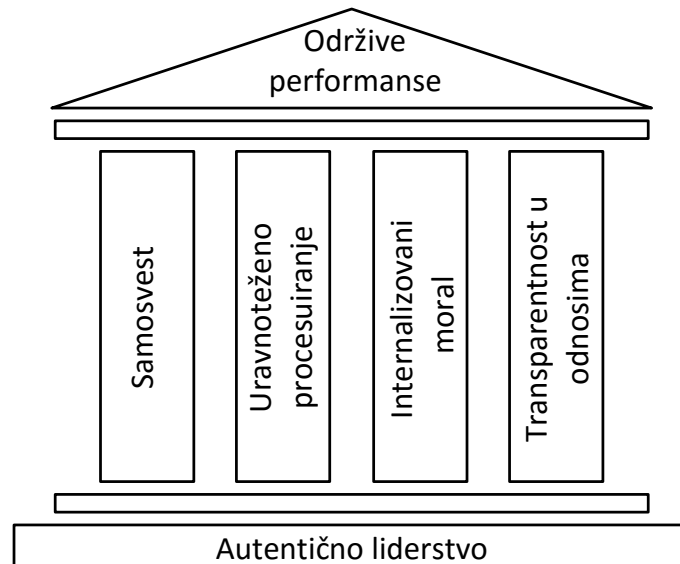 Održive
performanse
Samosvest
Uravnoteženo
procesuiranje
Internalizovani
moral
Transparentnost u
odnosima
Autentično liderstvo